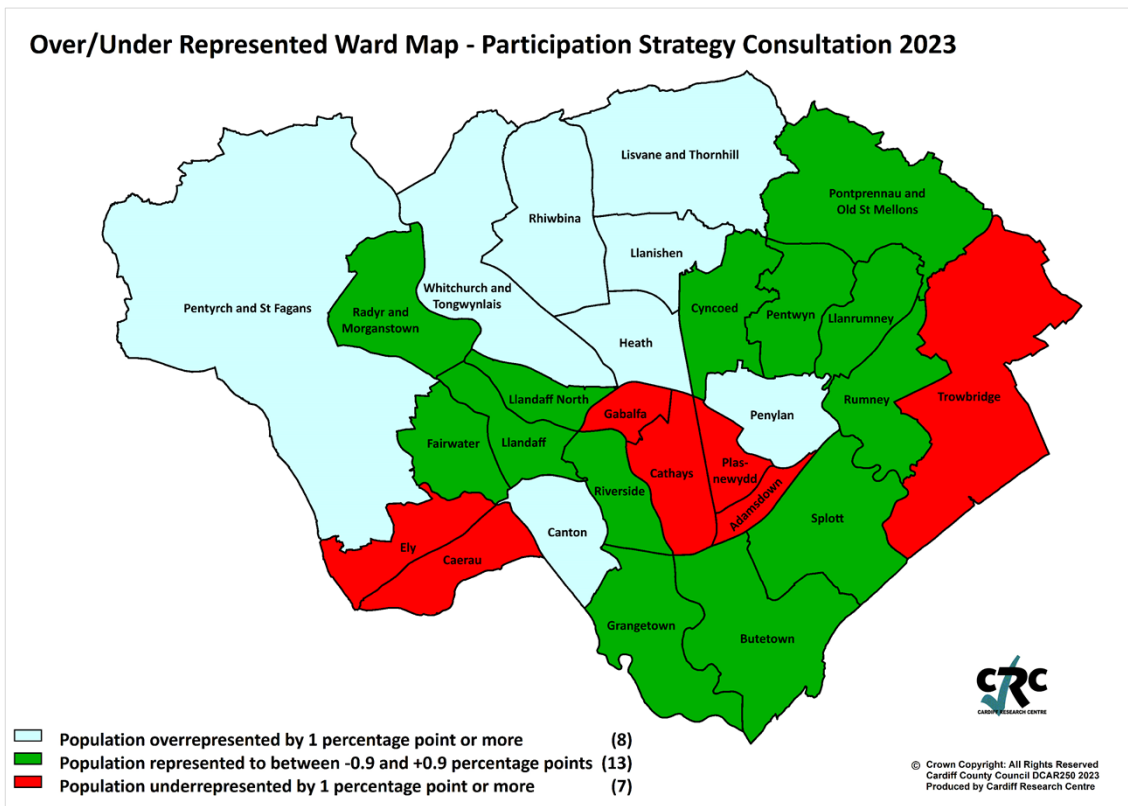 Over/Under Represented Ward Map - Participation Strategy Consultation 2023
Lisvane and Thornhill
Pontprennau and
Old St Mellons
Rhiwbina
Llanishen
Whitchurch and
Tongwynlais
Pentyrch and St Fagans
Radyr and
Morganstown
Cyncoed
Pentwyn
Llanrumney
Heath
Llandaff North
Gabalfa
Penylan
Rumney
Trowbridge
Fairwater
Llandaff
Cathays
Plas-
newydd
Riverside
Adamsdown
Splott
Canton
Ely
Caerau
Grangetown
Butetown
CRC
CARDIFF RESEARCH CENTRE
Population overrepresented by 1 percentage point or more (8)
Population represented to between -0.9 and +0.9 percentage points (13)
Population underrepresented by 1 percentage point or more (7)
© Crown Copyright: All Rights Reserved
Cardiff County Council DCAR250 2023
Produced by Cardiff Research Centre